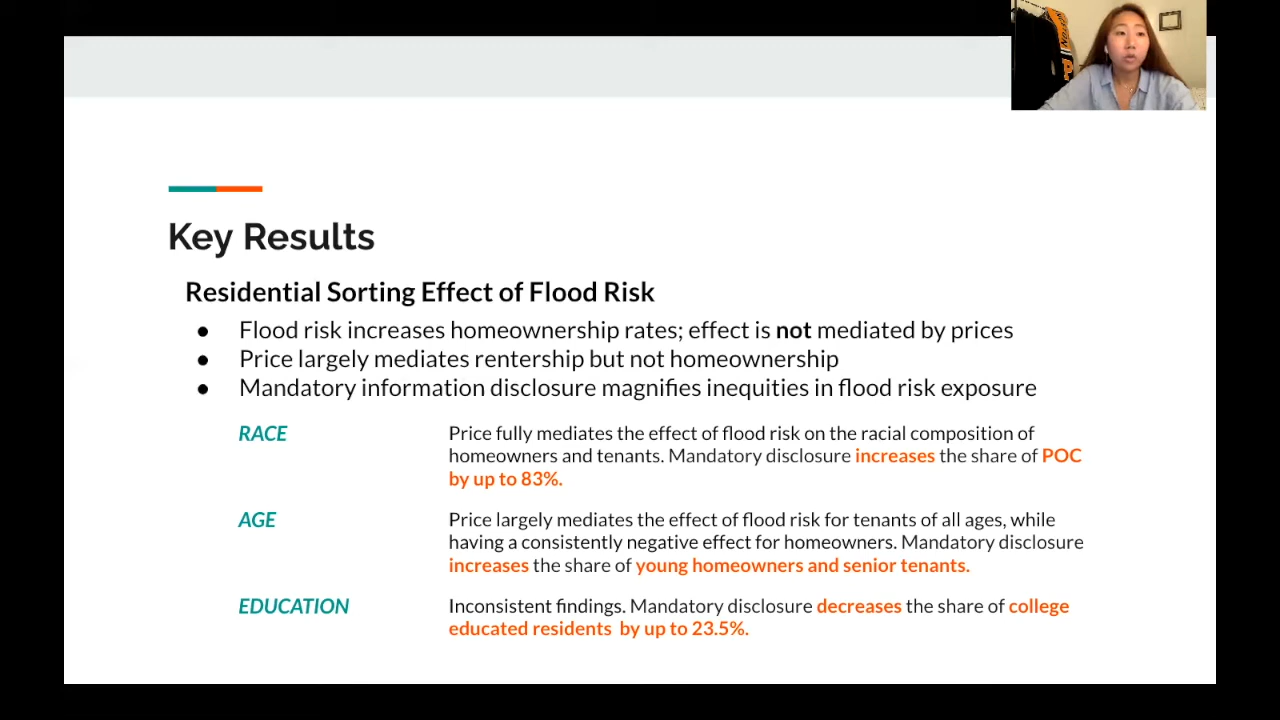 Key Results
Residential Sorting Effect of Flood Risk
● Flood risk increases homeownership rates; effect is not mediated by prices
● Price largely mediates rentership but not homeownership
● Mandatory information disclosure magnifies inequities in flood risk exposure
RACE
Price fully mediates the effect of flood risk on the racial composition of
homeowners and tenants. Mandatory disclosure increases the share of POC
by up to 83%.
AGE
Price largely mediates the effect of flood risk for tenants of all ages, while
having a consistently negative effect for homeowners. Mandatory disclosure
increases the share of young homeowners and senior tenants.
EDUCATION
Inconsistent findings. Mandatory disclosure decreases the share of college
educated residents by up to 23.5%.